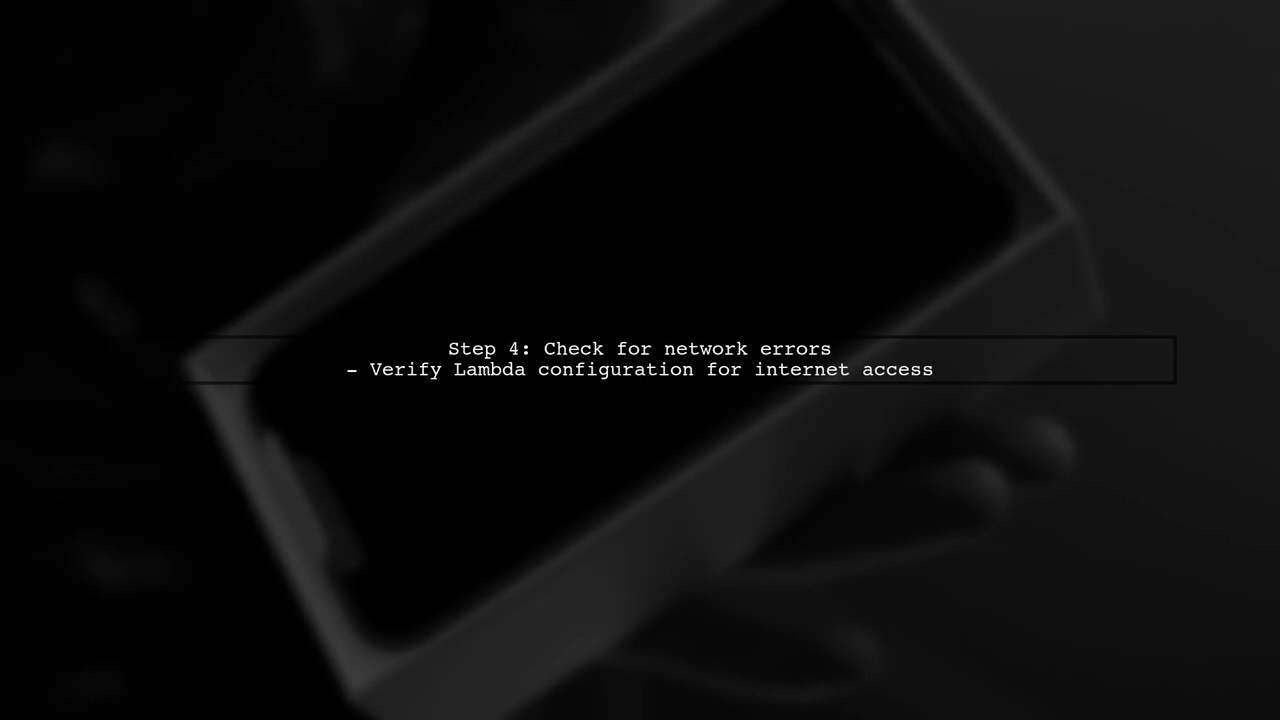 Step 4: Check for network errors
– Verify Lambda configuration for internet access